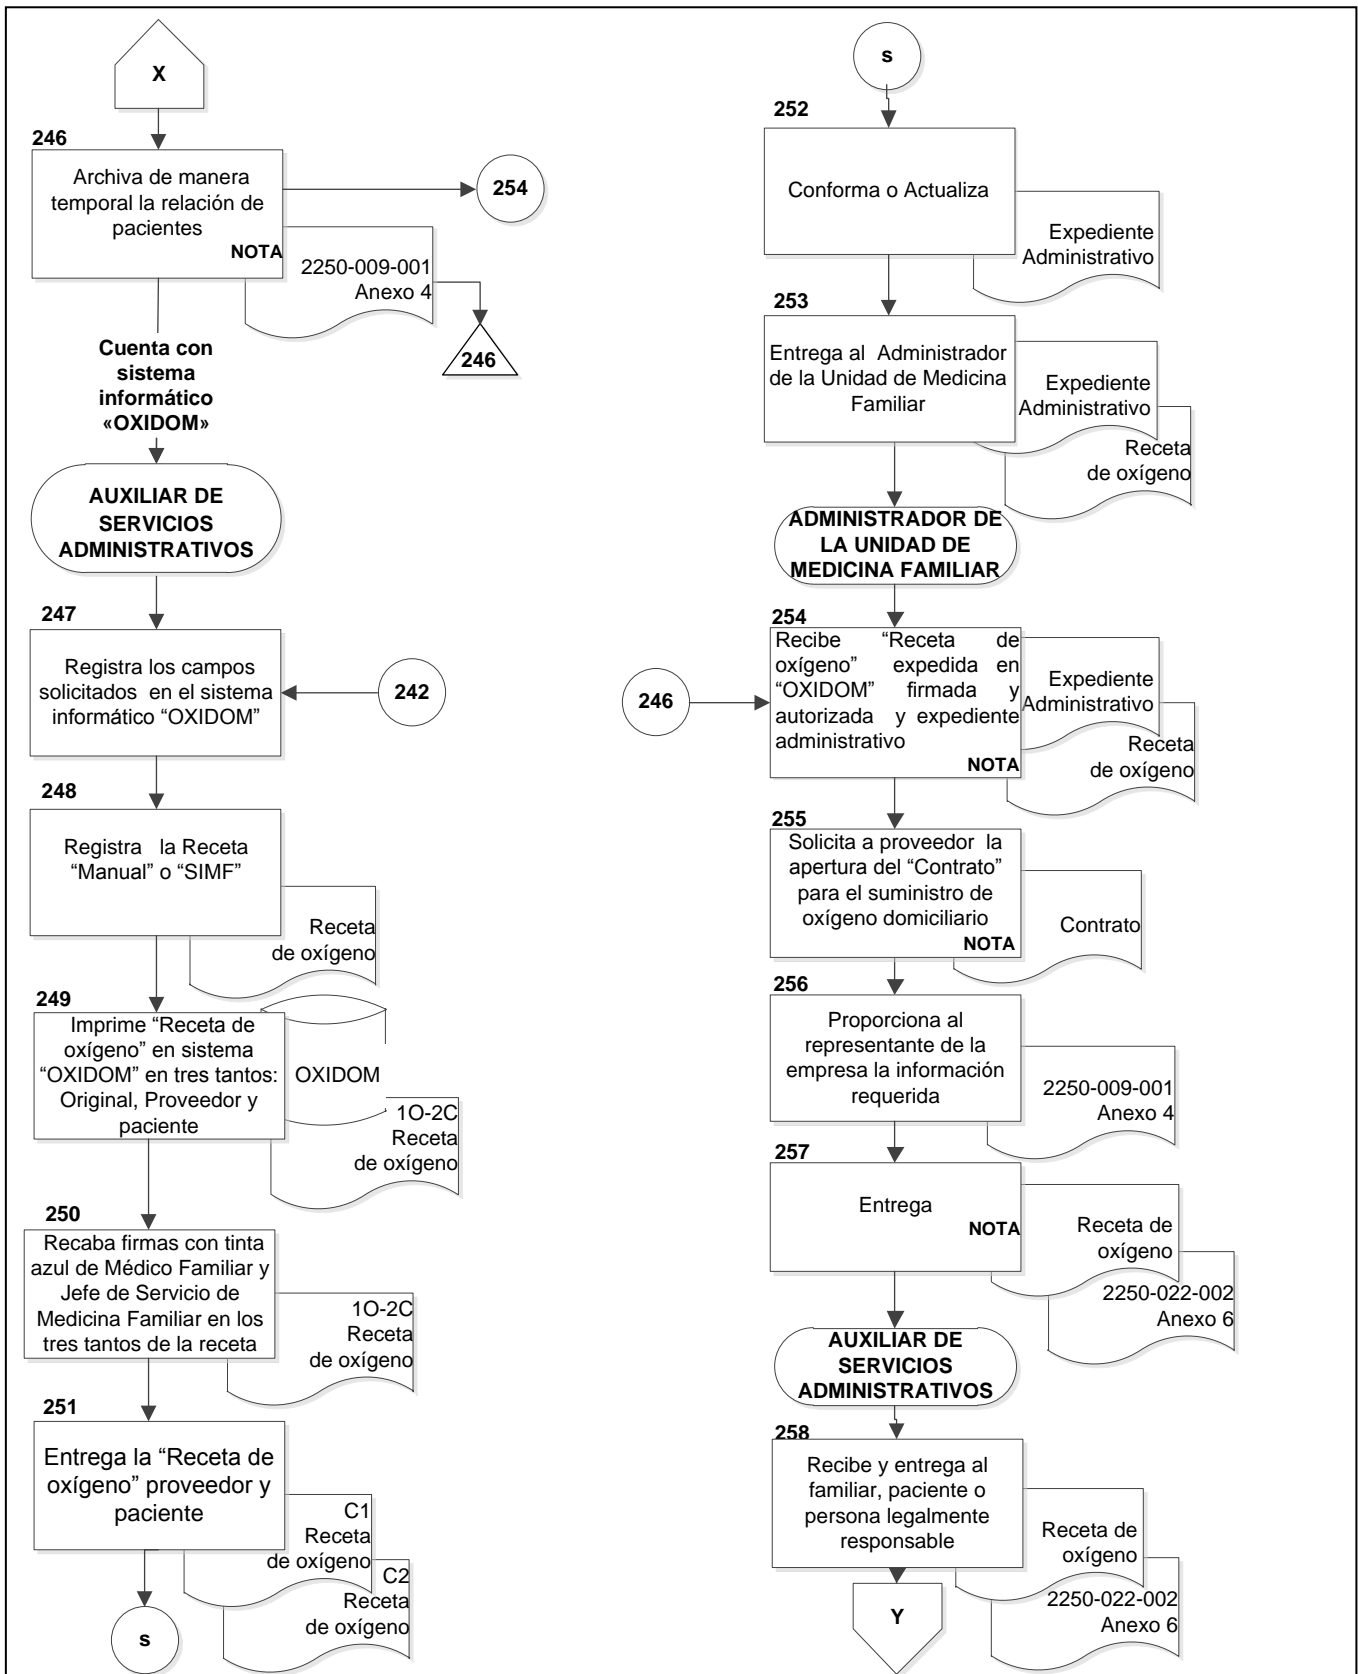 X
246
Archiva de manera
temporal la relación de
pacientes
NOTA
254
2250-009-001
Anexo 4
246
Cuenta con
sistema
informático
«OXIDOM»
AUXILIAR DE
SERVICIOS
ADMINISTRATIVOS
247
Registra los campos
solicitados en el sistema
informático “OXIDOM”
242
248
Registra la Receta
“Manual” o “SIMF”
Receta
de oxígeno
249
Imprime “Receta de
oxígeno” en sistema
“OXIDOM” en tres tantos:
Original, Proveedor y
paciente
OXIDOM
1O-2C
Receta
de oxígeno
250
Recaba firmas con tinta
azul de Médico Familiar y
Jefe de Servicio de
Medicina Familiar en los
tres tantos de la receta
1O-2C
Receta
de oxígeno
251
Entrega la “Receta de
oxígeno” proveedor y
paciente
C1
Receta
de oxígeno
C2
Receta
de oxígeno
s
s
252
Conforma o Actualiza
Expediente
Administrativo
253
Entrega al Administrador
de la Unidad de Medicina
Familiar
Expediente
Administrativo
Receta
de oxígeno
ADMINISTRADOR DE
LA UNIDAD DE
MEDICINA FAMILIAR
254
Recibe “Receta de
oxígeno” expedida en
“OXIDOM” firmada y
autorizada y expediente
administrativo
NOTA
246
Expediente
Administrativo
Receta
de oxígeno
255
Solicita a proveedor la
apertura del “Contrato”
para el suministro de
oxígeno domiciliario
NOTA
Contrato
256
Proporciona al
representante de la
empresa la información
requerida
2250-009-001
Anexo 4
257
Entrega
NOTA
Receta de
oxígeno
2250-022-002
Anexo 6
AUXILIAR DE
SERVICIOS
ADMINISTRATIVOS
258
Recibe y entrega al
familiar, paciente o
persona legalmente
responsable
Receta de
oxígeno
2250-022-002
Anexo 6
Y